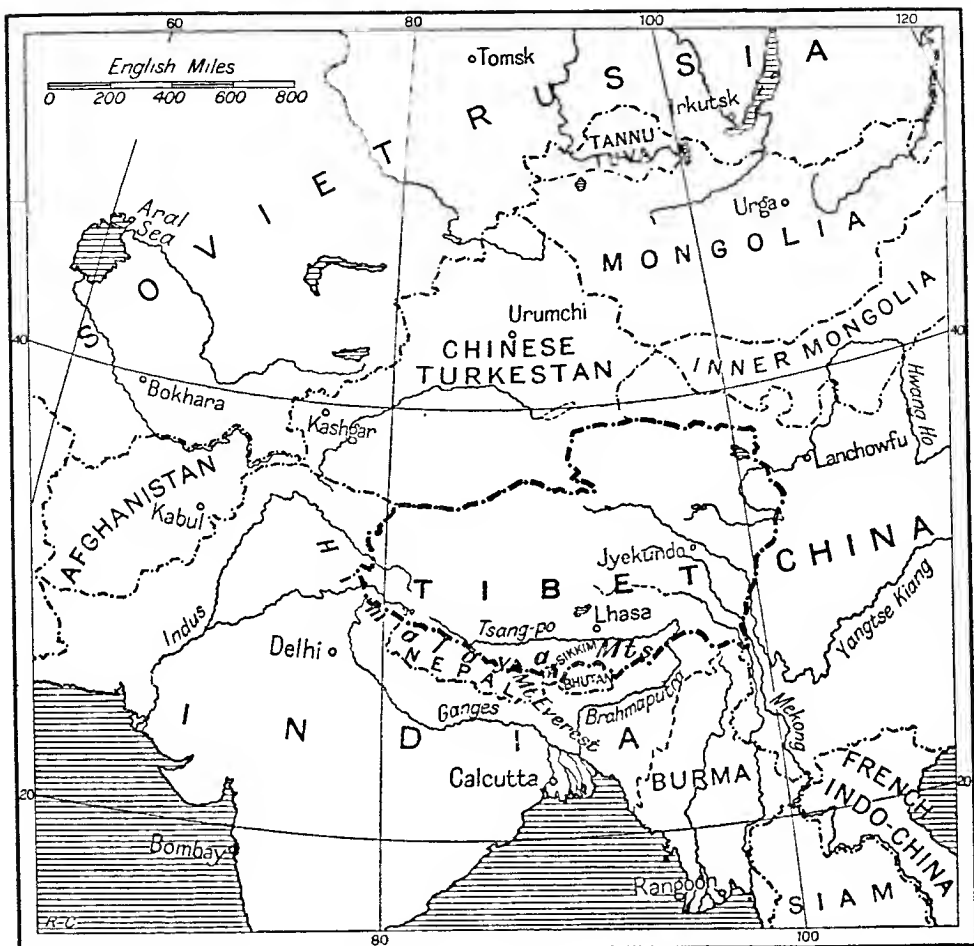 60
80
100
120
English Miles
0 200 400 600 800
Tomsk
SOVIET RUSSIA
Irkutsk
TANNU
Aral
Sea
Urga
MONGOLIA
Urumchi
40
40
CHINESE
TURKESTAN
INNER MONGOLIA
Hwang Ho
Bokhara
Kashgar
Lanchowfu
AFGHANISTAN
Kabul
CHINA
Jyekundo
TIBET
Lhasa
Indus
Tsang-po
Yangtse Kiang
Delhi
Himalaya Mts
SIKKIM
NEPAL
BHUTAN
Mt. Everest
Ganges
Brahmaputra
Mekong
INDIA
Calcutta
BURMA
FRENCH
INDO-CHINA
20
20
Bombay
Rangoon
SIAM
R-C
80
100